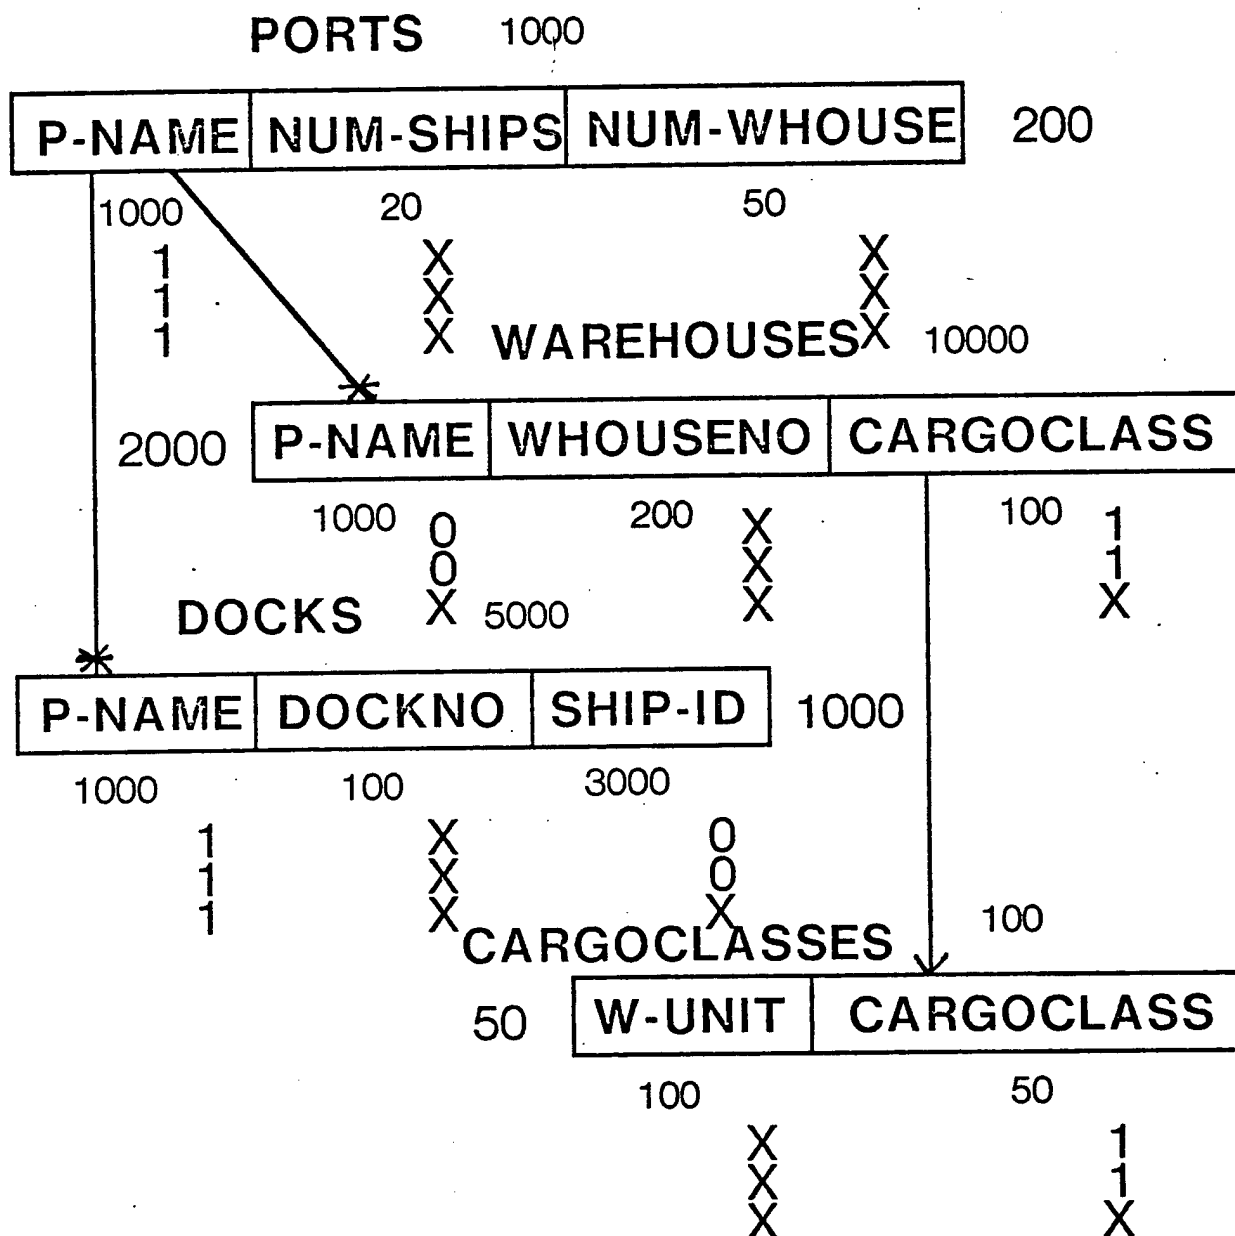 PORTS 1000
P-NAME NUM-SHIPS NUM-WHOUSE 200
1000 20 50
1 X X
1 X X
1 X X
WAREHOUSES 10000
2000 P-NAME WHOUSENO CARGOCLASS
1000 200 100
0 X 1
0 X 1
X X X
DOCKS 5000
P-NAME DOCKNO SHIP-ID 1000
1000 100 3000
1 X 0
1 X 0
1 X X
CARGOCLASSES 100
50 W-UNIT CARGOCLASS
100 50
X 1
X 1
X X